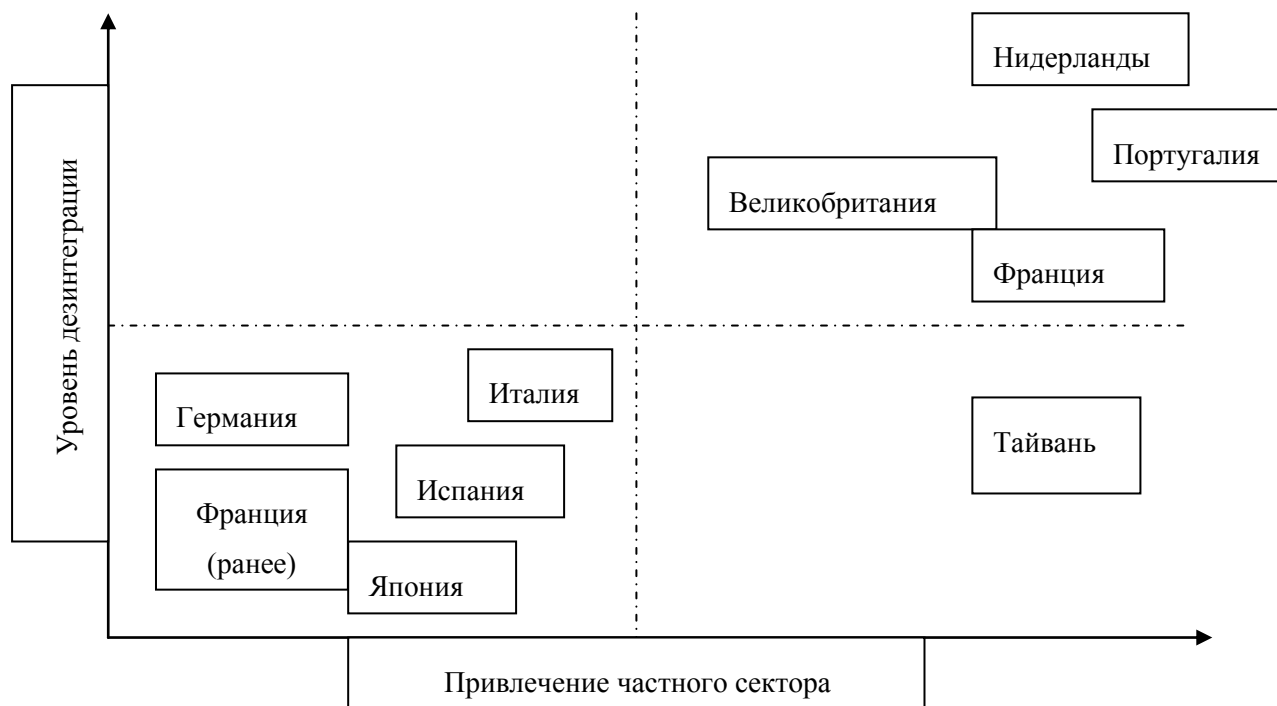 Нидерланды
Португалия
Великобритания
Франция
Уровень дезинтеграции
Италия
Германия
Тайвань
Испания
Франция
(ранее)
Япония
Привлечение частного сектора